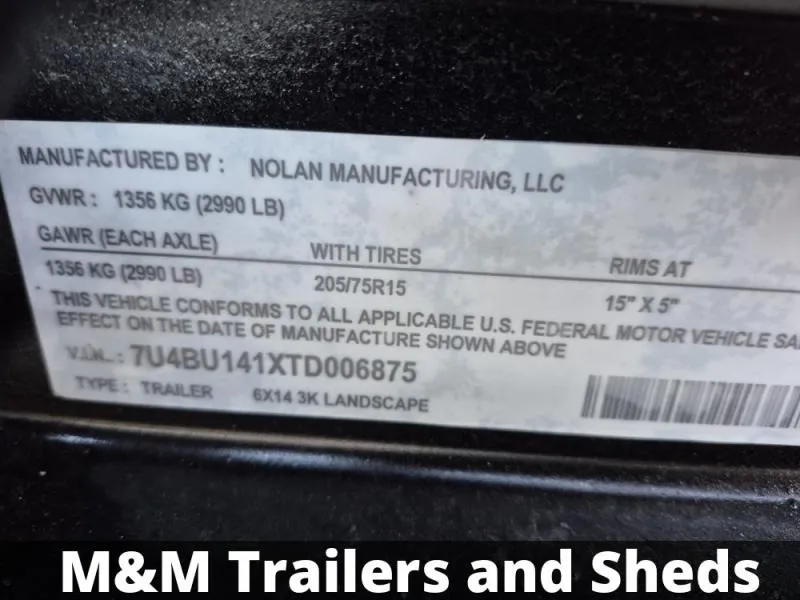 MANUFACTURED BY : NOLAN MANUFACTURING, LLC
GVWR : 1356 KG (2990 LB)
GAWR (EACH AXLE) WITH TIRES RIMS AT
1356 KG (2990 LB) 205/75R15 15" X 5"
THIS VEHICLE CONFORMS TO ALL APPLICABLE U.S. FEDERAL MOTOR VEHICLE SA
EFFECT ON THE DATE OF MANUFACTURE SHOWN ABOVE
V.I.N. : 7U4BU141XTD006875
TYPE : TRAILER 6X14 3K LANDSCAPE
M&M Trailers and Sheds